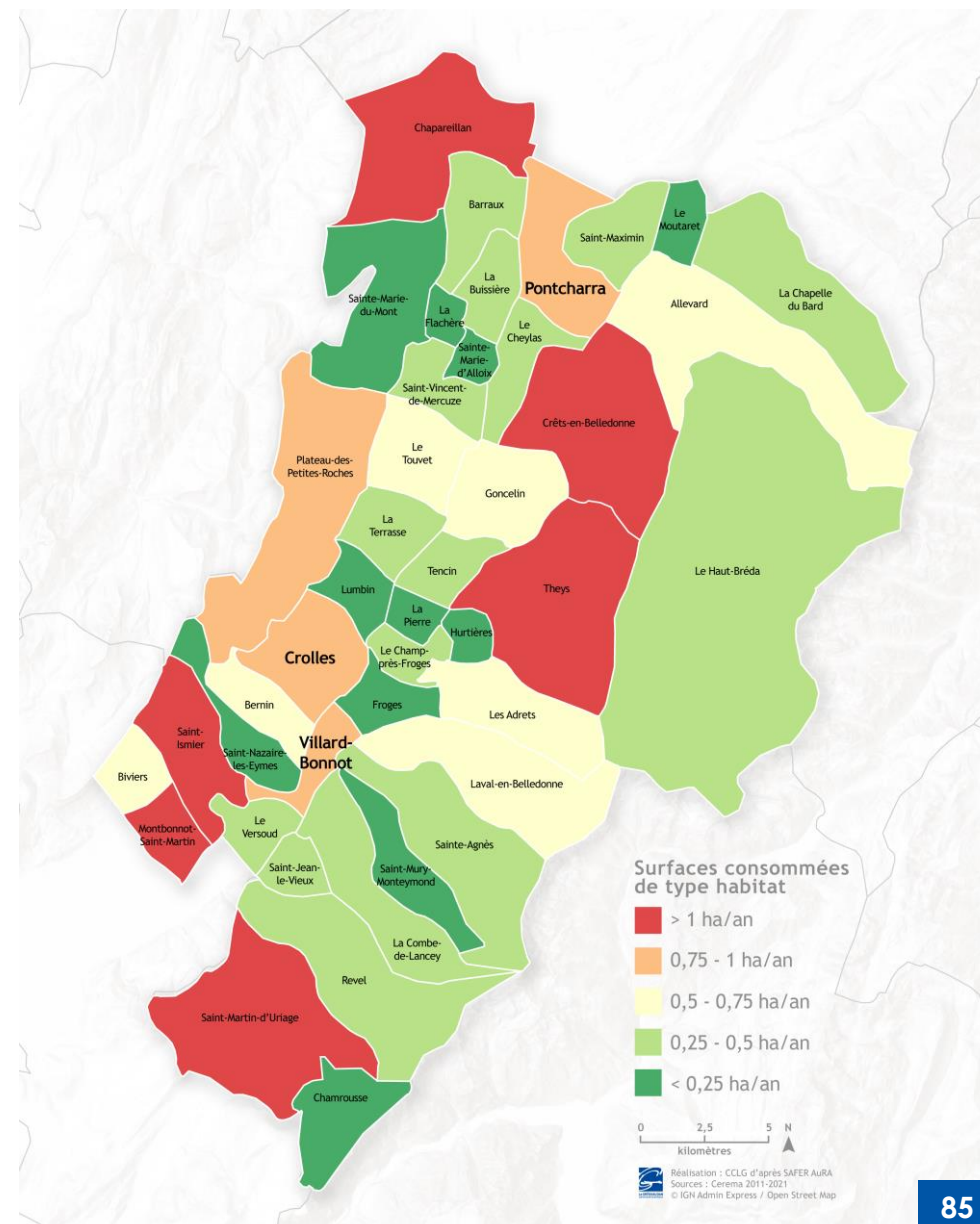 Chapareillan
Barraux
Le
Moutaret
Saint-Maximin
La
Buissière
Pontcharra
La Chapelle
du Bard
Allevard
Sainte-Marie-
du-Mont
La
Flachère
Le
Cheylas
Sainte-
Marie-
d'Alloix
Saint-Vincent-
de-Mercuze
Crêts-en-Belledonne
Le
Touvet
Plateau-des-
Petites-Roches
Goncelin
La
Terrasse
Tencin
Le Haut-Bréda
Lumbin
Theys
La
Pierre
Hurtières
Crolles
Le Champ-
près-Froges
Bernin
Froges
Les Adrets
Saint-
Ismier
Villard-
Bonnot
Saint-Nazaire-
les-Eymes
Biviers
Laval-en-Belledonne
Montbonnot-
Saint-Martin
Le
Versoud
Sainte-Agnès
Saint-Jean-
le-Vieux
Saint-Mury-
Monteymond
La Combe-
de-Lancey
Revel
Saint-Martin-d'Uriage
Chamrousse
Surfaces consommées
de type habitat
> 1 ha/an
0,75 - 1 ha/an
0,5 - 0,75 ha/an
0,25 - 0,5 ha/an
< 0,25 ha/an
0 2,5 5 N
kilomètres
Réalisation : CCLG d'après SAFER AuRA
Sources : Cerema 2011-2021
© IGN Admin Express / Open Street Map
85